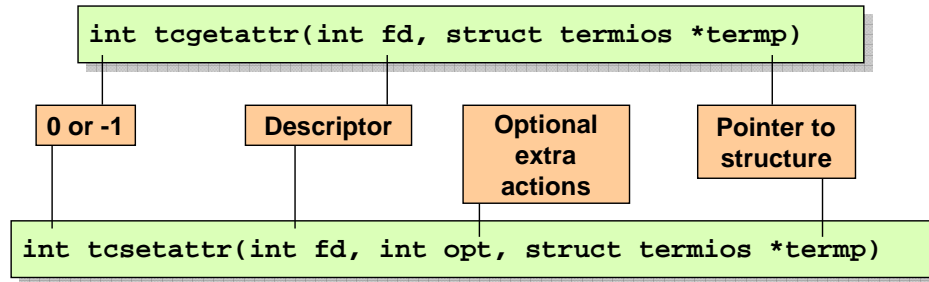 int tcgetattr(int fd, struct termios *termp)
0 or -1
Descriptor
Optional
extra
actions
Pointer to
structure
int tcsetattr(int fd, int opt, struct termios *termp)